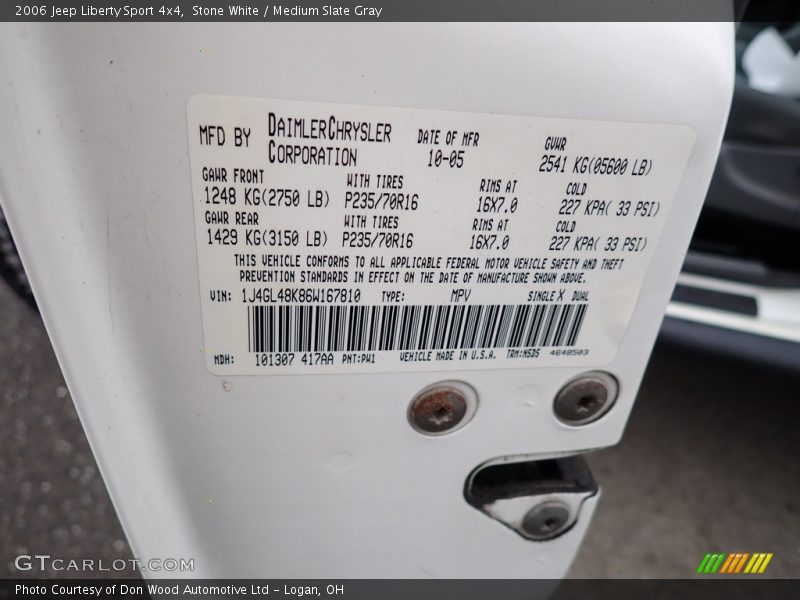 2006 Jeep Liberty Sport 4x4, Stone White / Medium Slate Gray
MFD BY DAIMLERCHRYSLER CORPORATION
DATE OF MFR 10-05
GVWR 2541 KG(05600 LB)
GAWR FRONT WITH TIRES RIMS AT COLD
1248 KG(2750 LB) P235/70R16 16X7.0 227 KPA( 33 PSI)
GAWR REAR WITH TIRES RIMS AT COLD
1429 KG(3150 LB) P235/70R16 16X7.0 227 KPA( 33 PSI)
THIS VEHICLE CONFORMS TO ALL APPLICABLE FEDERAL MOTOR VEHICLE SAFETY AND THEFT
PREVENTION STANDARDS IN EFFECT ON THE DATE OF MANUFACTURE SHOWN ABOVE.
VIN: 1J4GL48K86W167810 TYPE: MPV SINGLE X DUAL
MDH: 101307 417AA PNT:PW1 VEHICLE MADE IN U.S.A. TRM:N5D5 4648503
GTCARLOT.COM
Photo Courtesy of Don Wood Automotive Ltd - Logan, OH